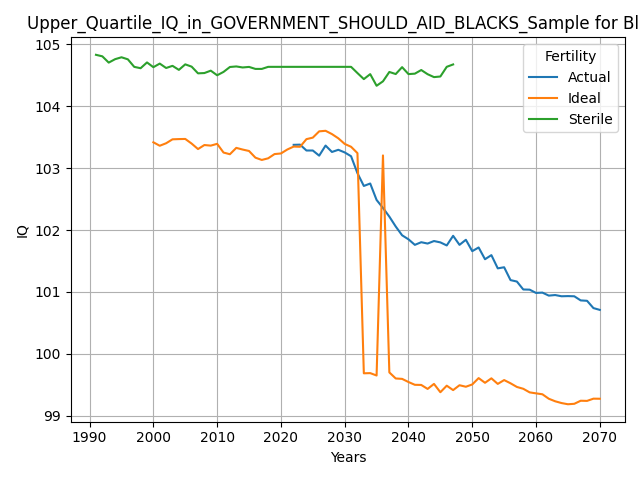 Upper_Quartile_IQ_in_GOVERNMENT_SHOULD_AID_BLACKS_Sample for Bl
105
104
103
102
101
100
99
IQ
Fertility
Actual
Ideal
Sterile
1990 2000 2010 2020 2030 2040 2050 2060 2070
Years